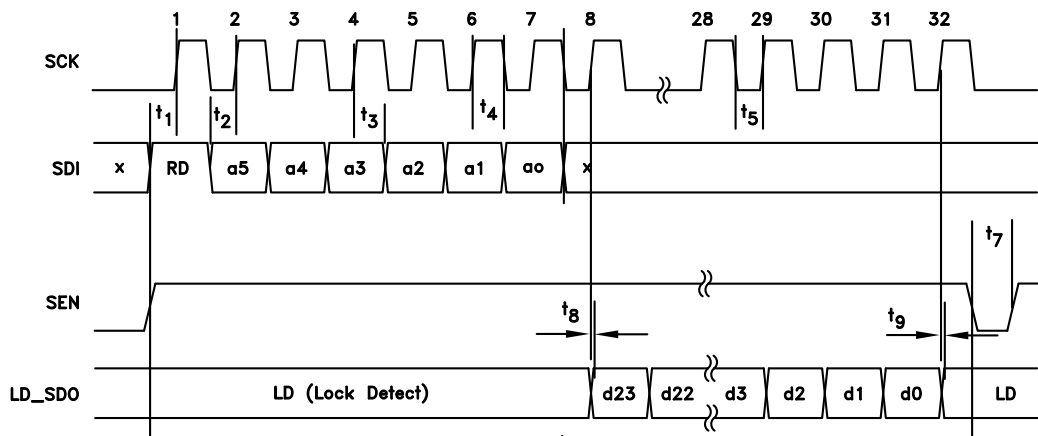 1 2 3 4 5 6 7 8 28 29 30 31 32
SCK
t1 t2 t3 t4 t5
SDI x RD a5 a4 a3 a2 a1 ao x
t7
SEN
t8 t9
LD_SDO LD (Lock Detect) d23 d22 d3 d2 d1 d0 LD